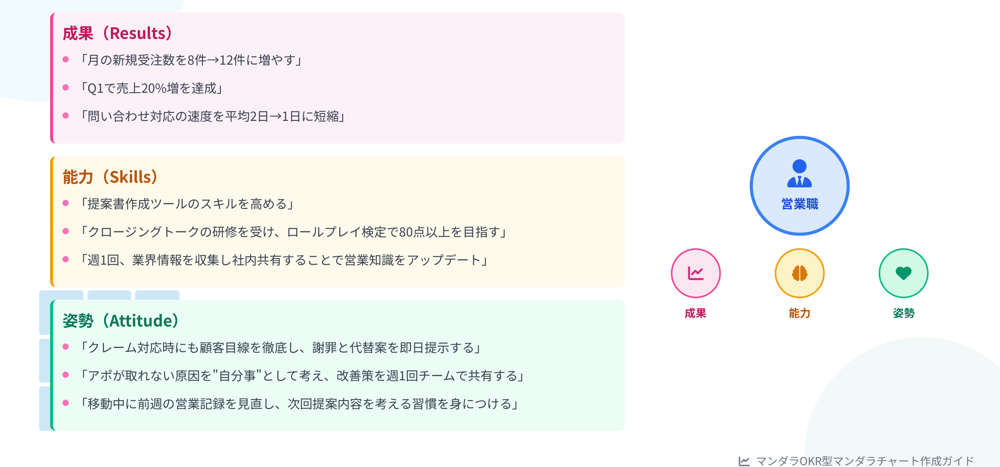 成果（Results）
「月の新規受注数を8件→12件に増やす」
「Q1で売上20%増を達成」
「問い合わせ対応の速度を平均2日→1日に短縮」
能力（Skills）
「提案書作成ツールのスキルを高める」
「クロージングトークの研修を受け、ロールプレイ検定で80点以上を目指す」
「週1回、業界情報を収集し社内共有することで営業知識をアップデート」
姿勢（Attitude）
「クレーム対応時にも顧客目線を徹底し、謝罪と代替案を即日提示する」
「アポが取れない原因を"自分事"として考え、改善策を週1回チームで共有する」
「移動中に前週の営業記録を見直し、次回提案内容を考える習慣を身につける」
営業職
成果
能力
姿勢
マンダラOKR型マンダラチャート作成ガイド